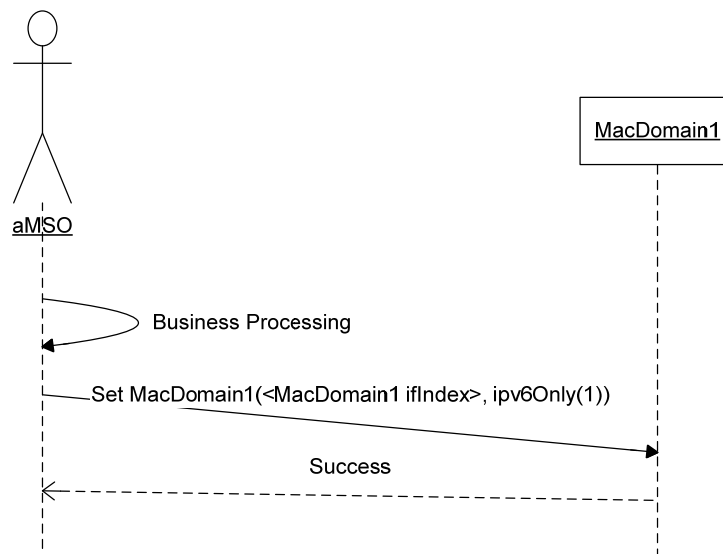 MacDomain1
aMSO
Business Processing
Set MacDomain1(<MacDomain1 ifIndex>, ipv6Only(1))
Success